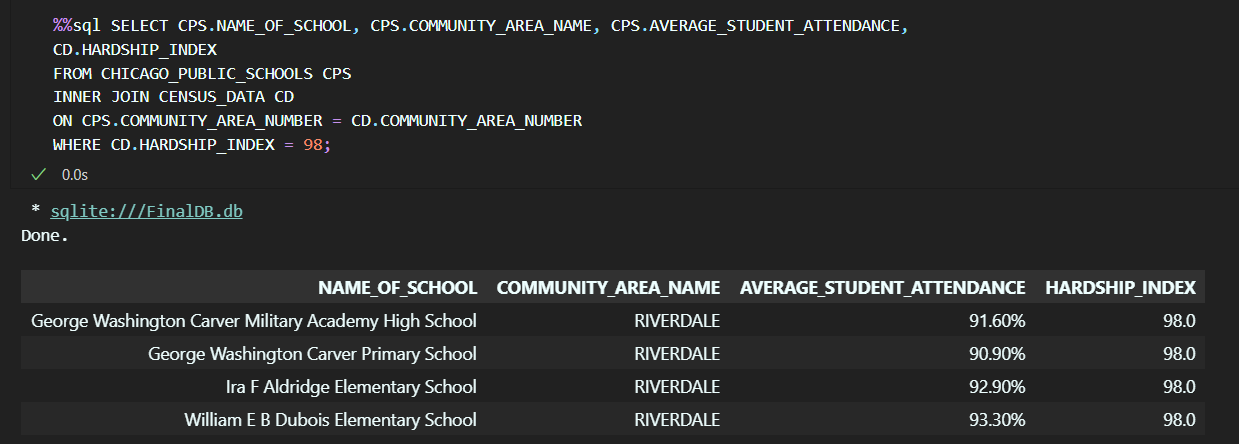 %%sql SELECT CPS.NAME_OF_SCHOOL, CPS.COMMUNITY_AREA_NAME, CPS.AVERAGE_STUDENT_ATTENDANCE,
CD.HARDSHIP_INDEX
FROM CHICAGO_PUBLIC_SCHOOLS CPS
INNER JOIN CENSUS_DATA CD
ON CPS.COMMUNITY_AREA_NUMBER = CD.COMMUNITY_AREA_NUMBER
WHERE CD.HARDSHIP_INDEX = 98;
✓ 0.0s
* sqlite:///FinalDB.db
Done.
NAME_OF_SCHOOL COMMUNITY_AREA_NAME AVERAGE_STUDENT_ATTENDANCE HARDSHIP_INDEX
George Washington Carver Military Academy High School RIVERDALE 91.60% 98.0
George Washington Carver Primary School RIVERDALE 90.90% 98.0
Ira F Aldridge Elementary School RIVERDALE 92.90% 98.0
William E B Dubois Elementary School RIVERDALE 93.30% 98.0